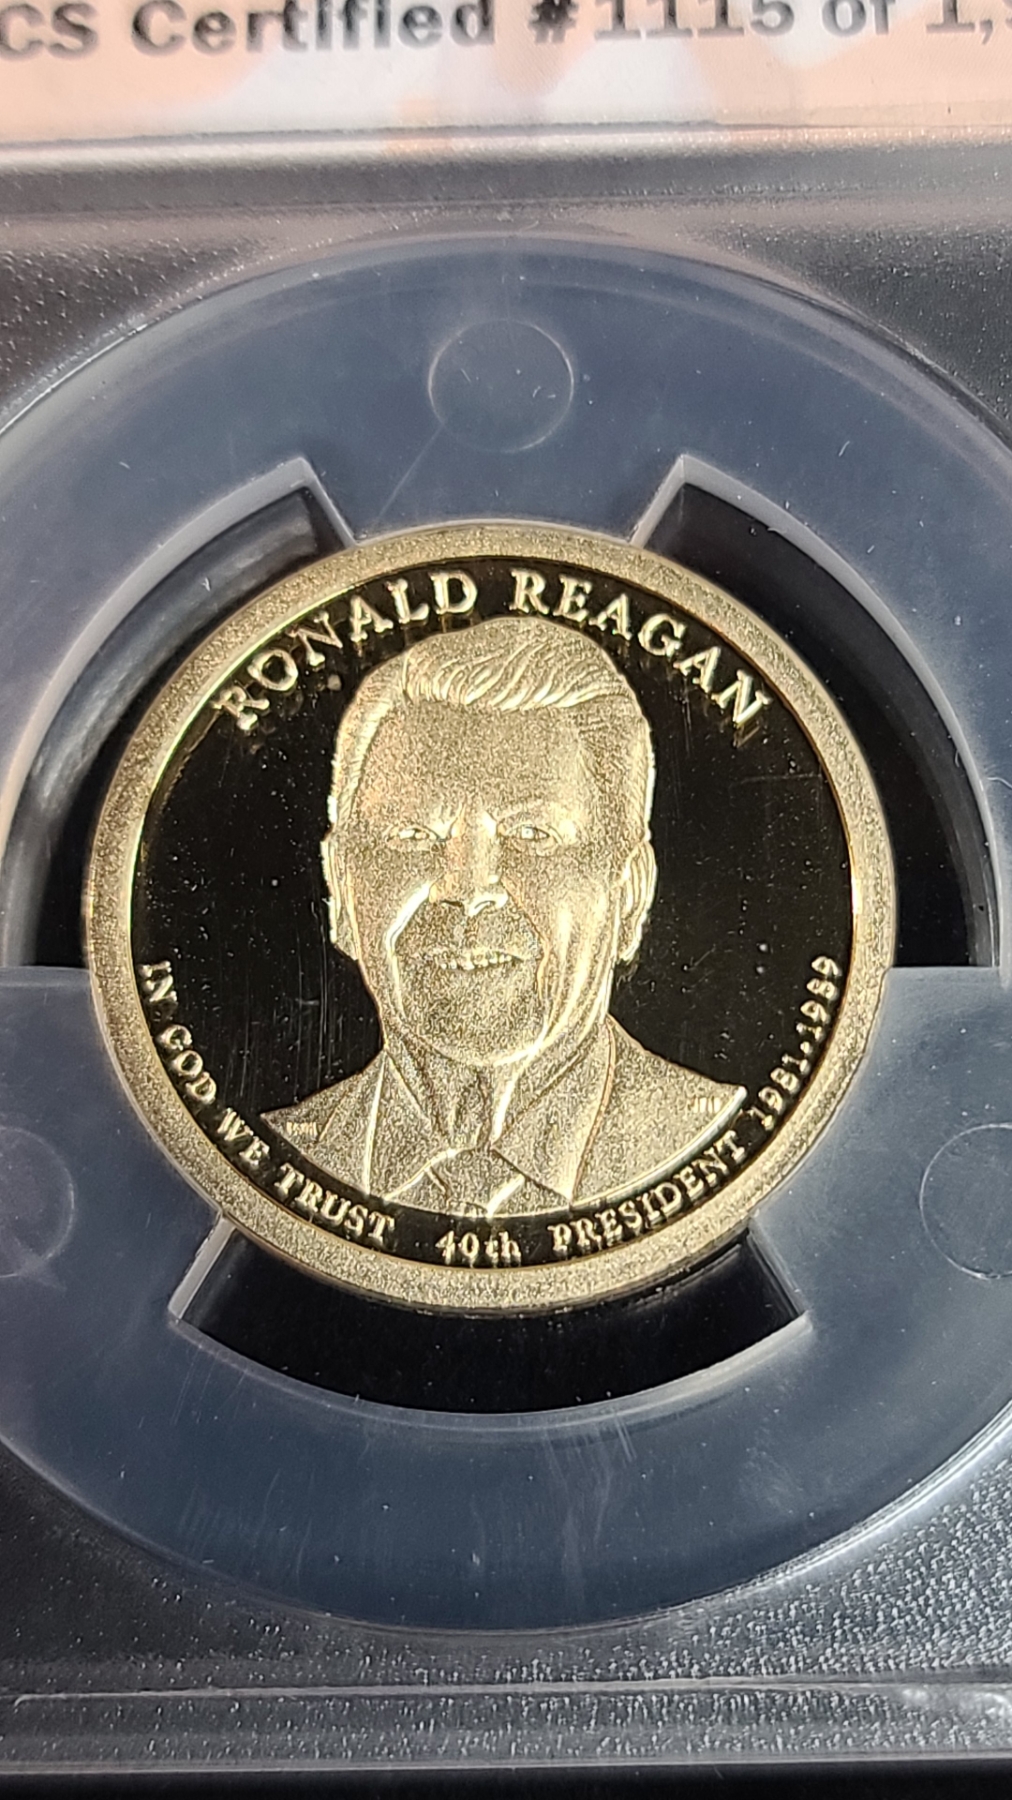 CS Certified #1115 of 1,
RONALD REAGAN
IN GOD WE TRUST
40th PRESIDENT 1981-1989